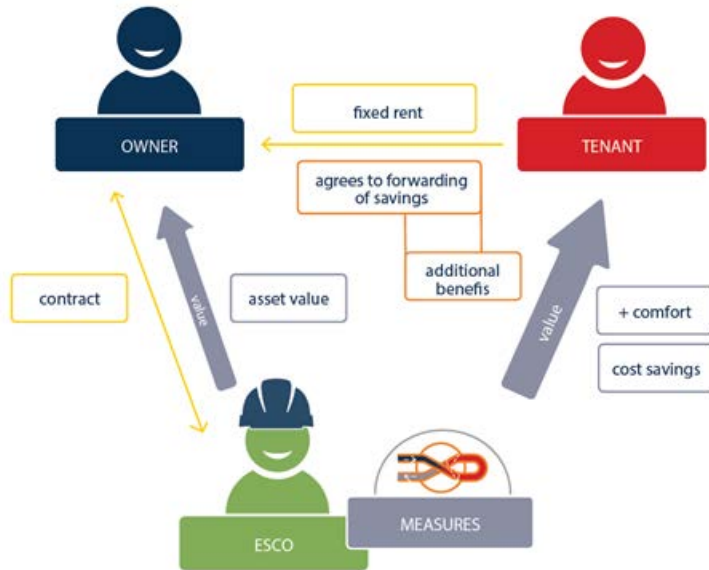 fixed rent
OWNER
TENANT
agrees to forwarding
of savings
additional
benefis
contract
value
asset value
value
+ comfort
cost savings
MEASURES
ESCO